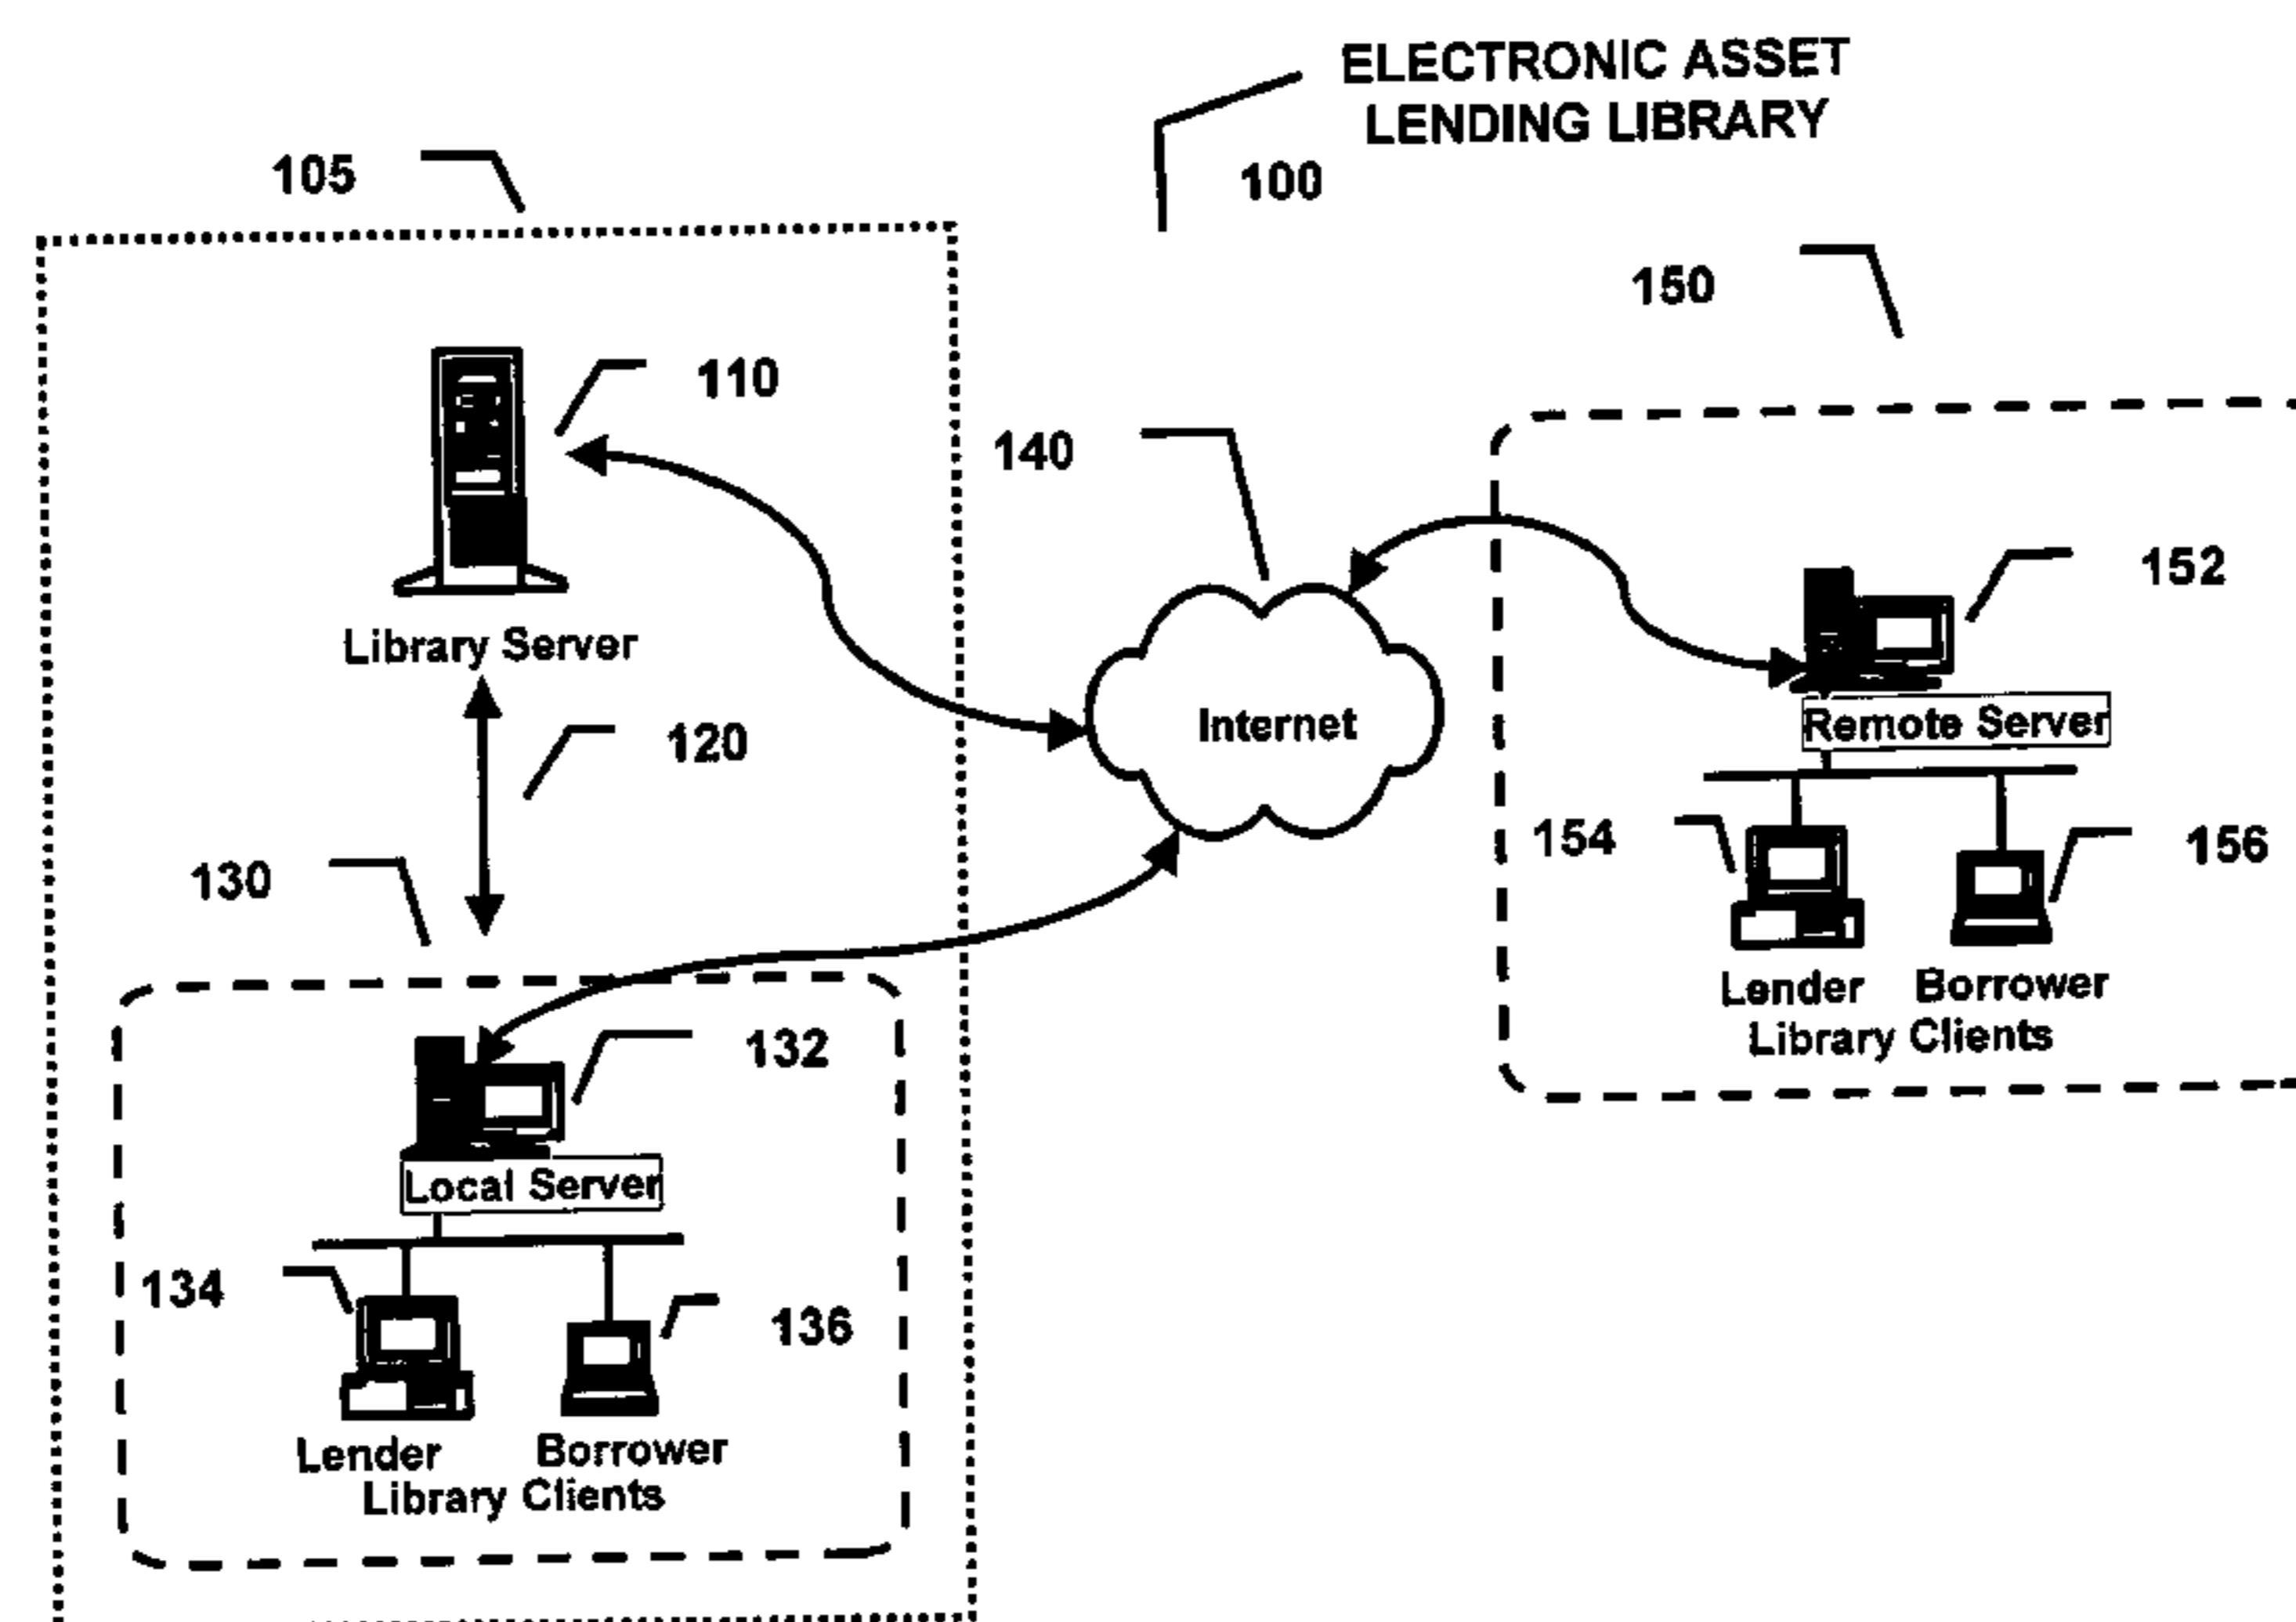 ELECTRONIC ASSET
LENDING LIBRARY
105
100
150
110
140
152
Library Server
Internet
Remote Server
120
154
156
130
Lender Borrower
Library Clients
132
Local Server
134
136
Lender Borrower
Library Clients